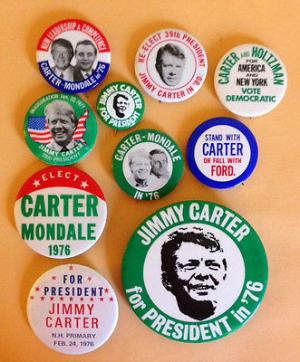 NEW LEADERSHIP & COMPETENCE
CARTER-MONDALE in '76
RE-ELECT 39th PRESIDENT
JIMMY CARTER IN '80
CARTER AND HOLTZMAN
FOR
AMERICA
AND
NEW YORK
VOTE
DEMOCRATIC
INAUGURATION JAN. 20, 1977
JIMMY CARTER
39th PRESIDENT
JIMMY CARTER
FOR PRESIDENT
CARTER-MONDALE
IN '76
STAND WITH
CARTER
OR FALL WITH
FORD.
ELECT
CARTER
MONDALE
1976
FOR
PRESIDENT
JIMMY
CARTER
N.H. PRIMARY
FEB. 24, 1976
JIMMY CARTER
for PRESIDENT in '76